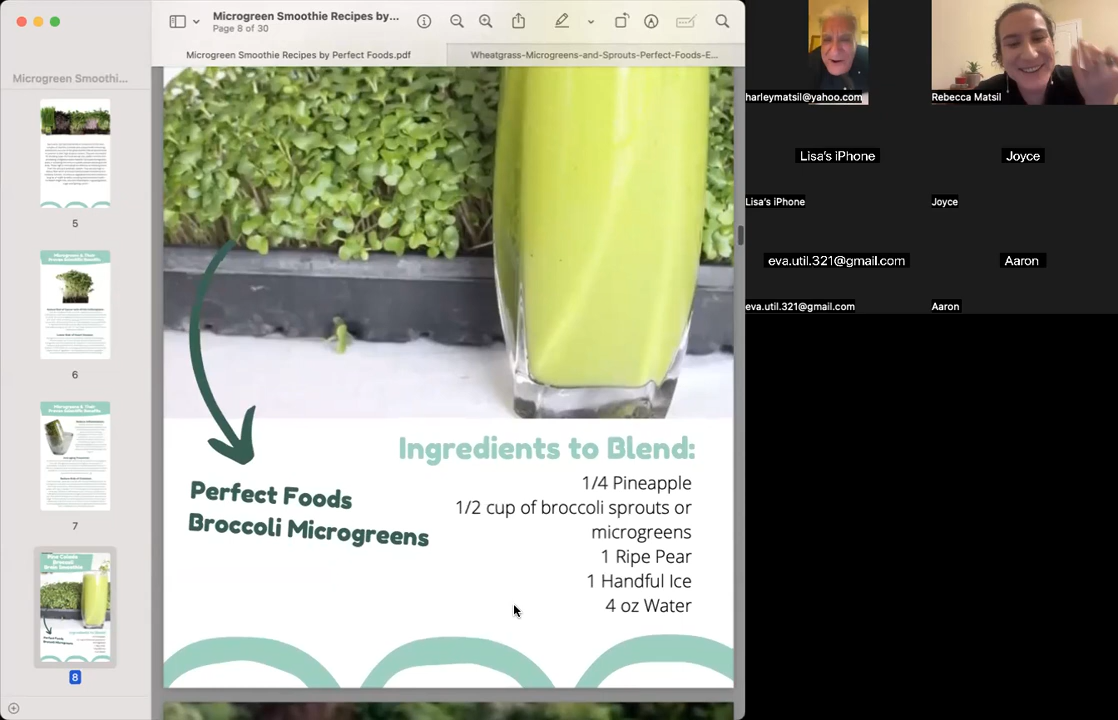 Microgreen Smoothie Recipes by...
Page 8 of 30
Microgreen Smoothie Recipes by Perfect Foods.pdf
Wheatgrass-Microgreens-and-Sprouts-Perfect-Foods-E...
Microgreen Smoothi...
5
6
7
8
Ingredients to Blend:
1/4 Pineapple
1/2 cup of broccoli sprouts or
microgreens
1 Ripe Pear
1 Handful Ice
4 oz Water
Perfect Foods
Broccoli Microgreens
harleymatsil@yahoo.com
Rebecca Matsil
Lisa's iPhone
Joyce
Lisa's iPhone
Joyce
eva.util.321@gmail.com
Aaron
eva.util.321@gmail.com
Aaron